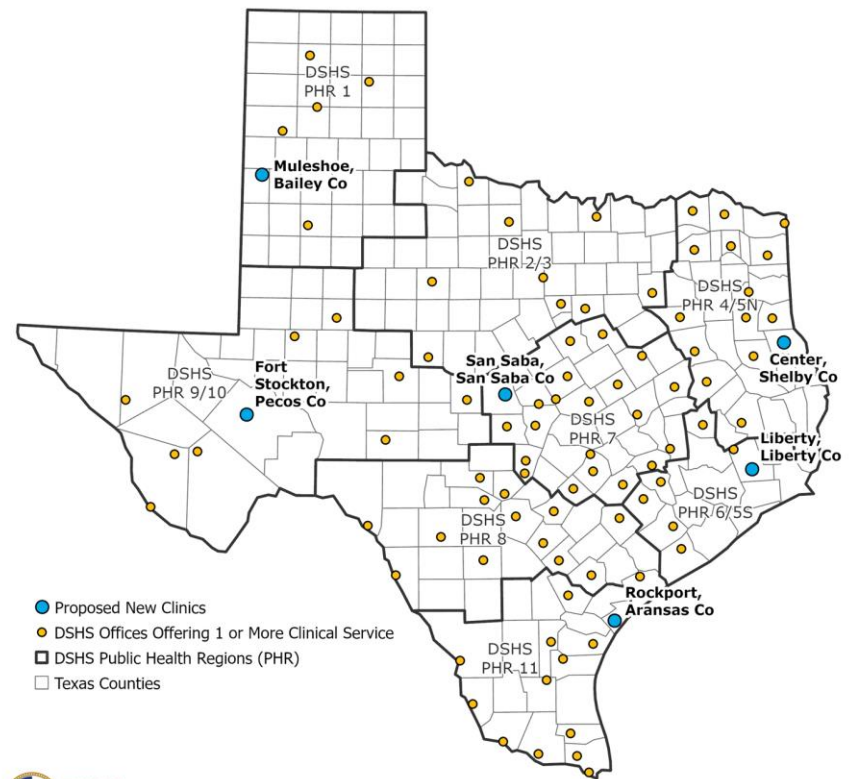 DSHS
PHR 1
Muleshoe,
Bailey Co
DSHS
PHR 2/3
DSHS
PHR 4/5N
Center,
Shelby Co
San Saba,
San Saba Co
Fort
Stockton,
Pecos Co
DSHS
PHR 9/10
DSHS
PHR 7
Liberty,
Liberty Co
DSHS
PHR 6/5S
DSHS
PHR 8
Rockport,
Aransas Co
DSHS
PHR 11
Proposed New Clinics
DSHS Offices Offering 1 or More Clinical Service
DSHS Public Health Regions (PHR)
Texas Counties